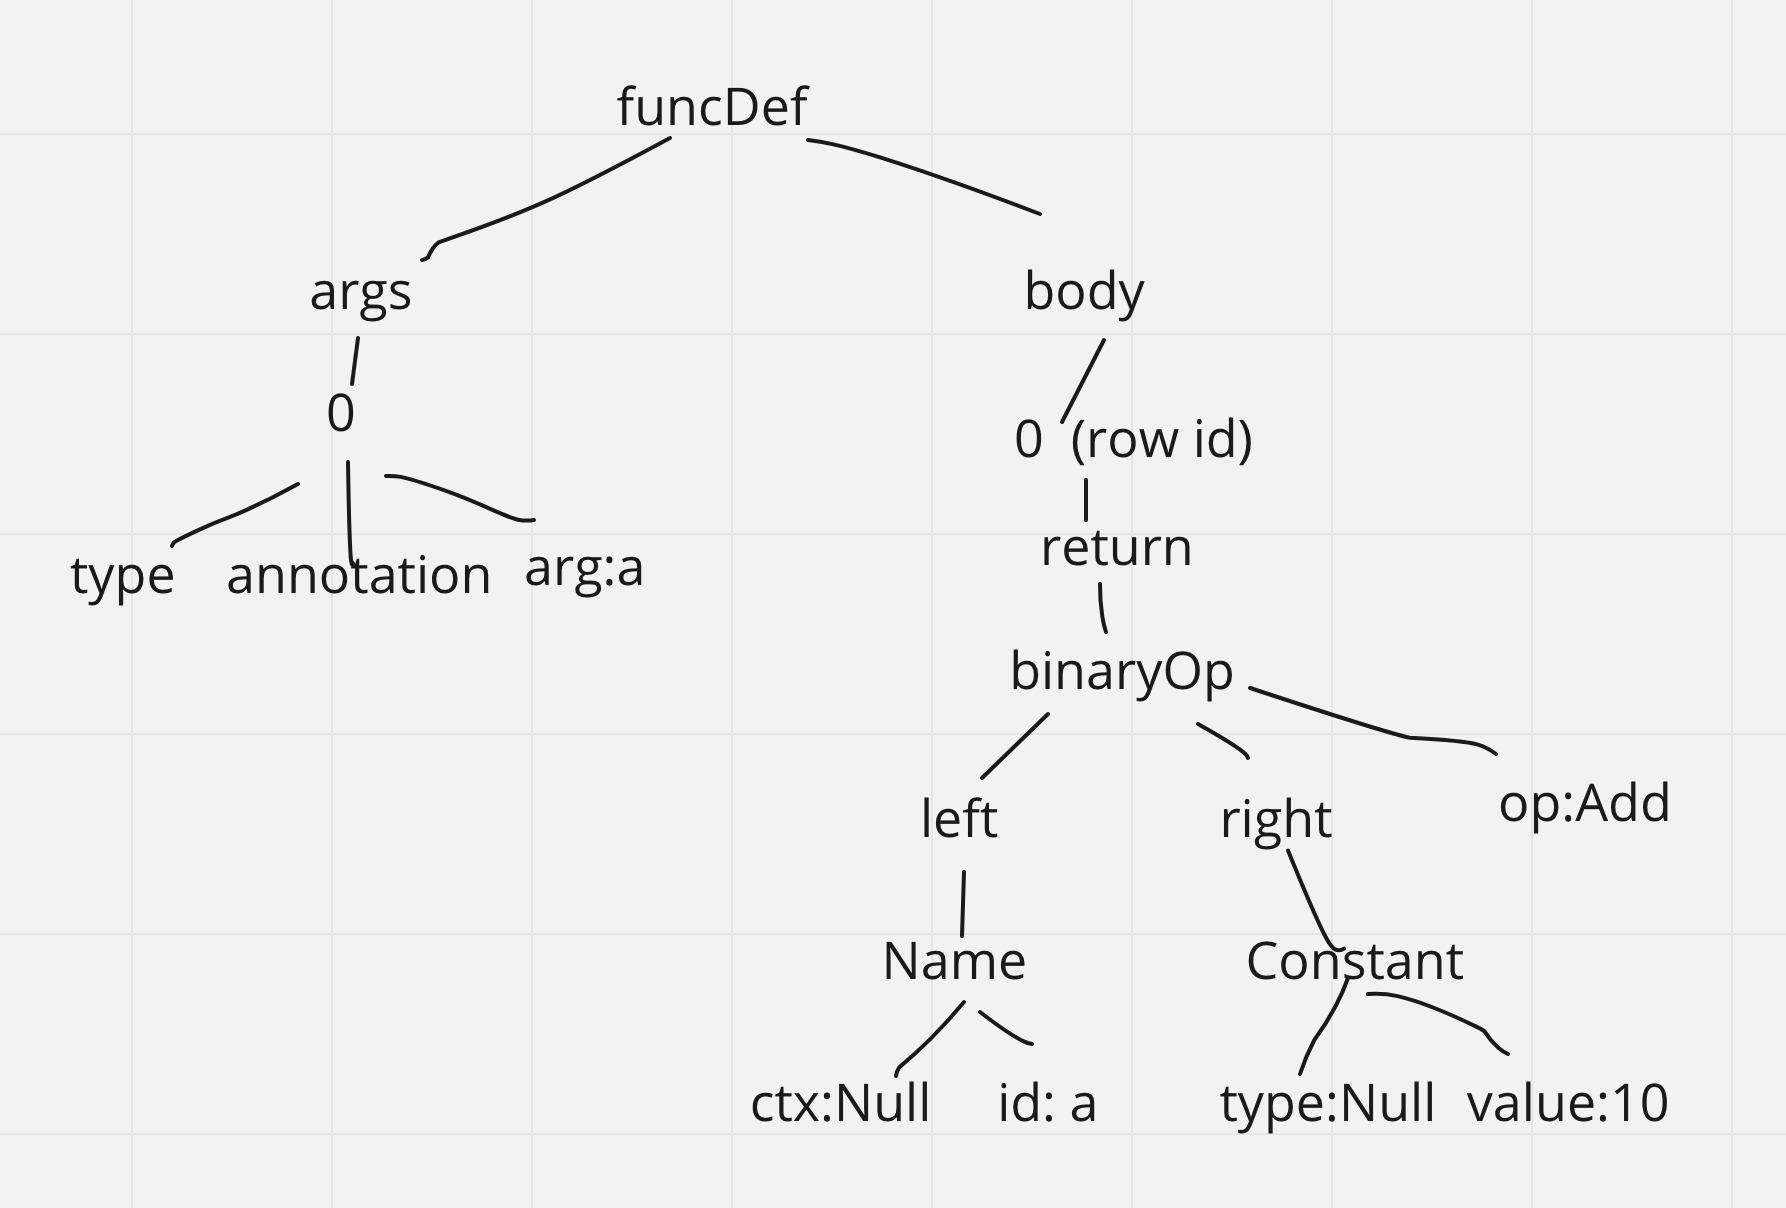 funcDef
args
body
0
0 (row id)
type
annotation
arg:a
return
binaryOp
left
right
op:Add
Name
Constant
ctx:Null
id: a
type:Null
value:10